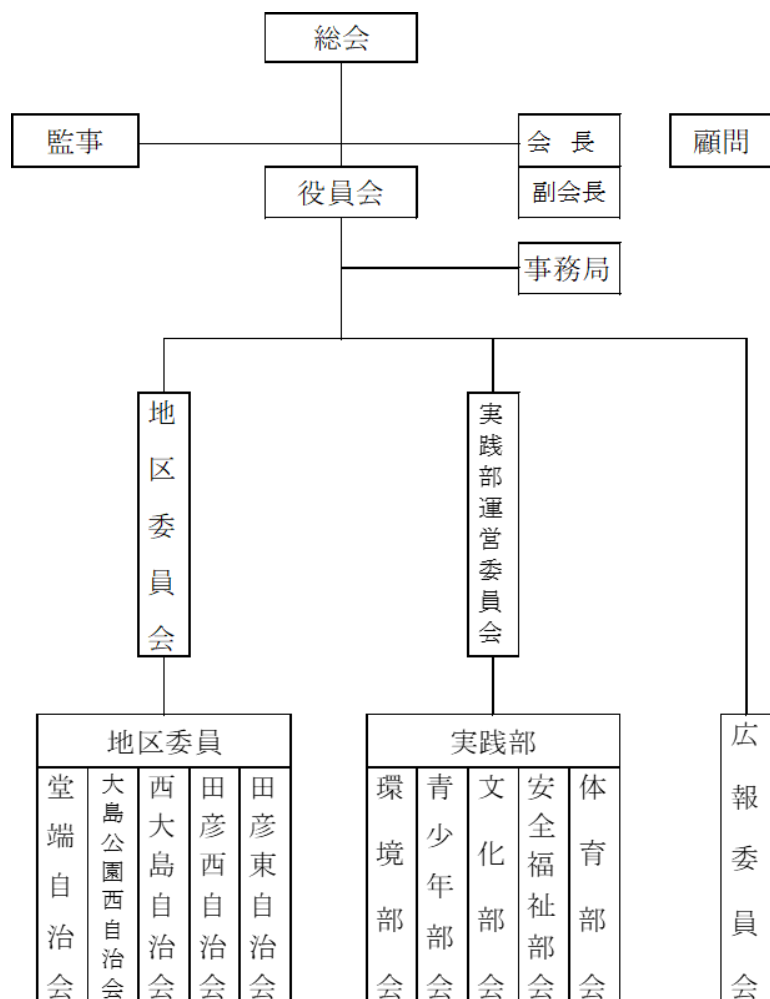 総会
監事
会長
顧問
役員会
副会長
事務局
地区委員会
実践部運営委員会
地区委員
実践部
広報委員会
堂端自治会
大島公園西自治会
西大島自治会
田彦西自治会
田彦東自治会
環境部会
青少年部会
文化部会
安全福祉部会
体育部会